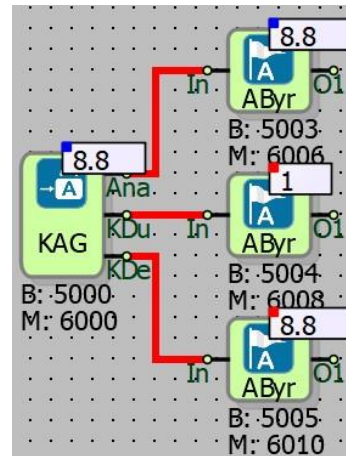 8.8
A
In
O1
AByr
B: 5003
M: 6006
8.8
A
Ana
KDu
KDe
KAG
B: 5000
M: 6000
1
A
In
O1
AByr
B: 5004
M: 6008
8.8
A
In
O1
AByr
B: 5005
M: 6010